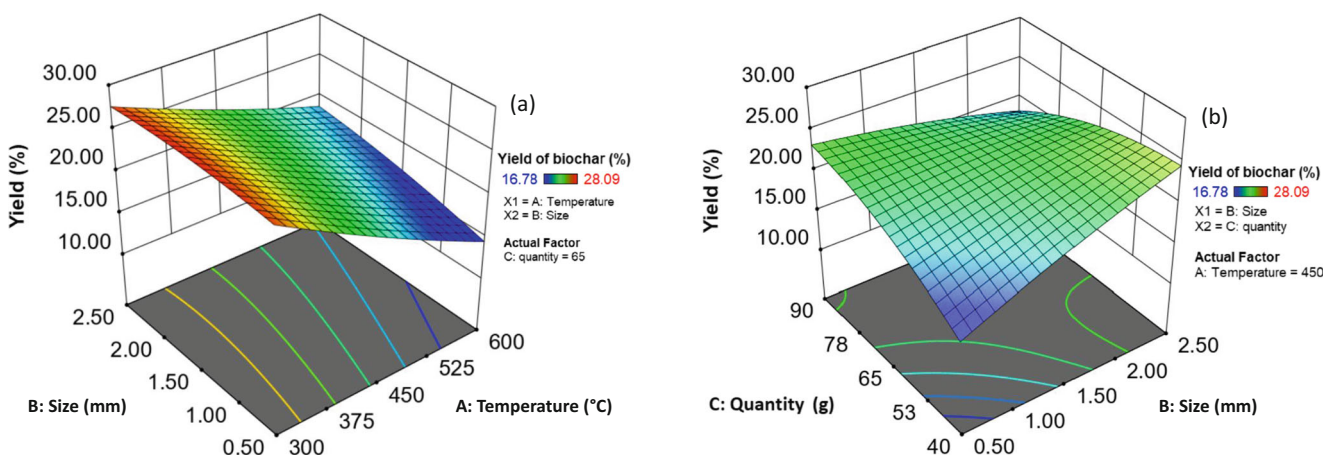 30.00
25.00
20.00
15.00
10.00
Yield (%)
(a)
Yield of biochar (%)
16.78 28.09
X1 = A: Temperature
X2 = B: Size
Actual Factor
C: quantity = 65
2.50
2.00
1.50
1.00
0.50
B: Size (mm)
600
525
450
375
300
A: Temperature (°C)
30.00
25.00
20.00
15.00
10.00
Yield (%)
(b)
Yield of biochar (%)
16.78 28.09
X1 = B: Size
X2 = C: quantity
Actual Factor
A: Temperature = 450
90
78
65
53
40
C: Quantity (g)
2.50
2.00
1.50
1.00
0.50
B: Size (mm)